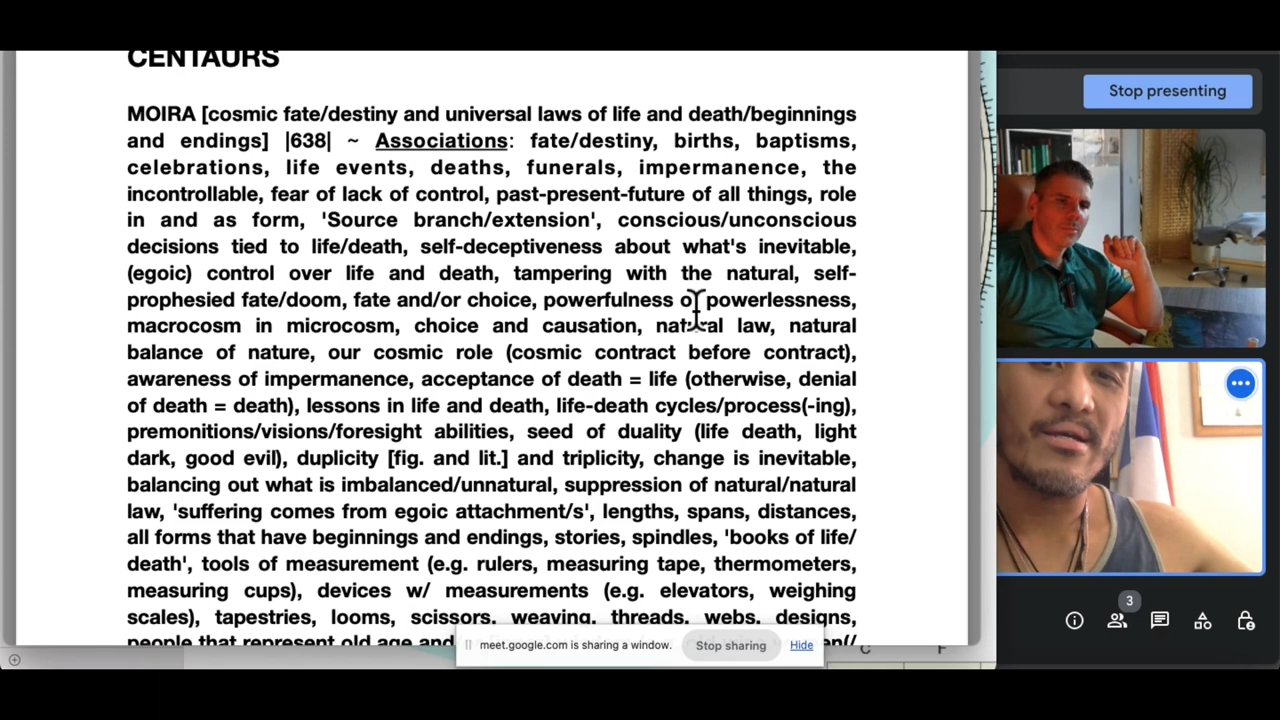 CENTAURS
MOIRA [cosmic fate/destiny and universal laws of life and death/beginnings
and endings] |638| ~ Associations: fate/destiny, births, baptisms,
celebrations, life events, deaths, funerals, impermanence, the
incontrollable, fear of lack of control, past-present-future of all things, role
in and as form, 'Source branch/extension', conscious/unconscious
decisions tied to life/death, self-deceptiveness about what's inevitable,
(egoic) control over life and death, tampering with the natural, self-
prophesied fate/doom, fate and/or choice, powerfulness or powerlessness,
macrocosm in microcosm, choice and causation, natural law, natural
balance of nature, our cosmic role (cosmic contract before contract),
awareness of impermanence, acceptance of death = life (otherwise, denial
of death = death), lessons in life and death, life-death cycles/process(-ing),
premonitions/visions/foresight abilities, seed of duality (life death, light
dark, good evil), duplicity [fig. and lit.] and triplicity, change is inevitable,
balancing out what is imbalanced/unnatural, suppression of natural/natural
law, 'suffering comes from egoic attachment/s', lengths, spans, distances,
all forms that have beginnings and endings, stories, spindles, 'books of life/
death', tools of measurement (e.g. rulers, measuring tape, thermometers,
measuring cups), devices w/ measurements (e.g. elevators, weighing
scales), tapestries, looms, scissors, weaving, threads, webs, designs,
people that represent old age and
meet.google.com is sharing a window.
Stop sharing
Hide
C
F
Stop presenting
3